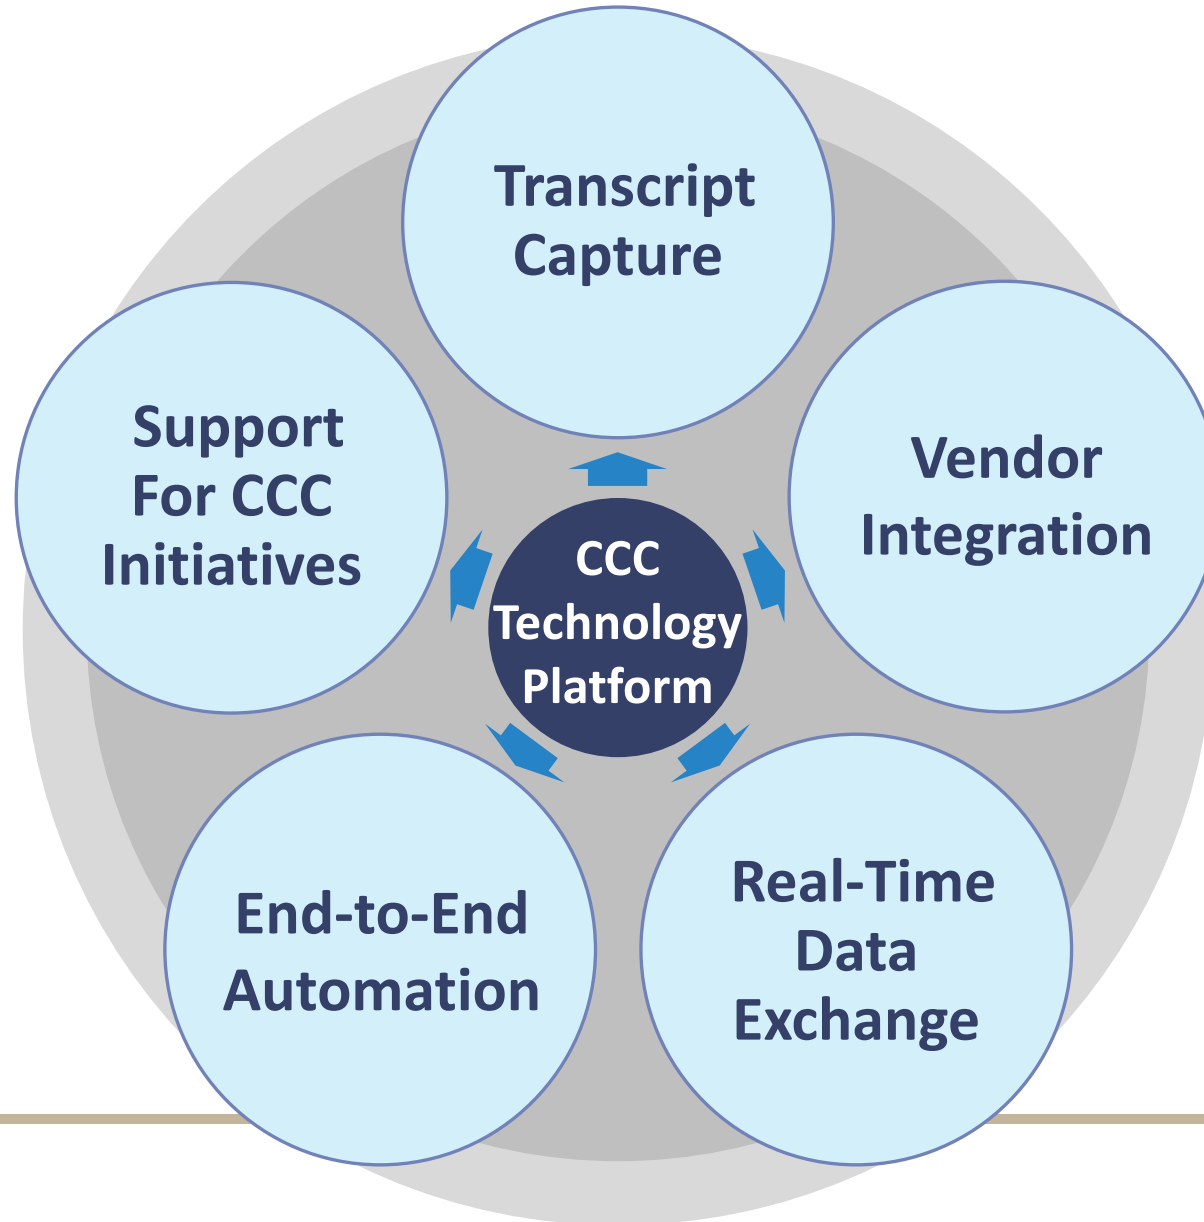 Transcript
Capture
Support
For CCC
Initiatives
Vendor
Integration
CCC
Technology
Platform
End-to-End
Automation
Real-Time
Data
Exchange